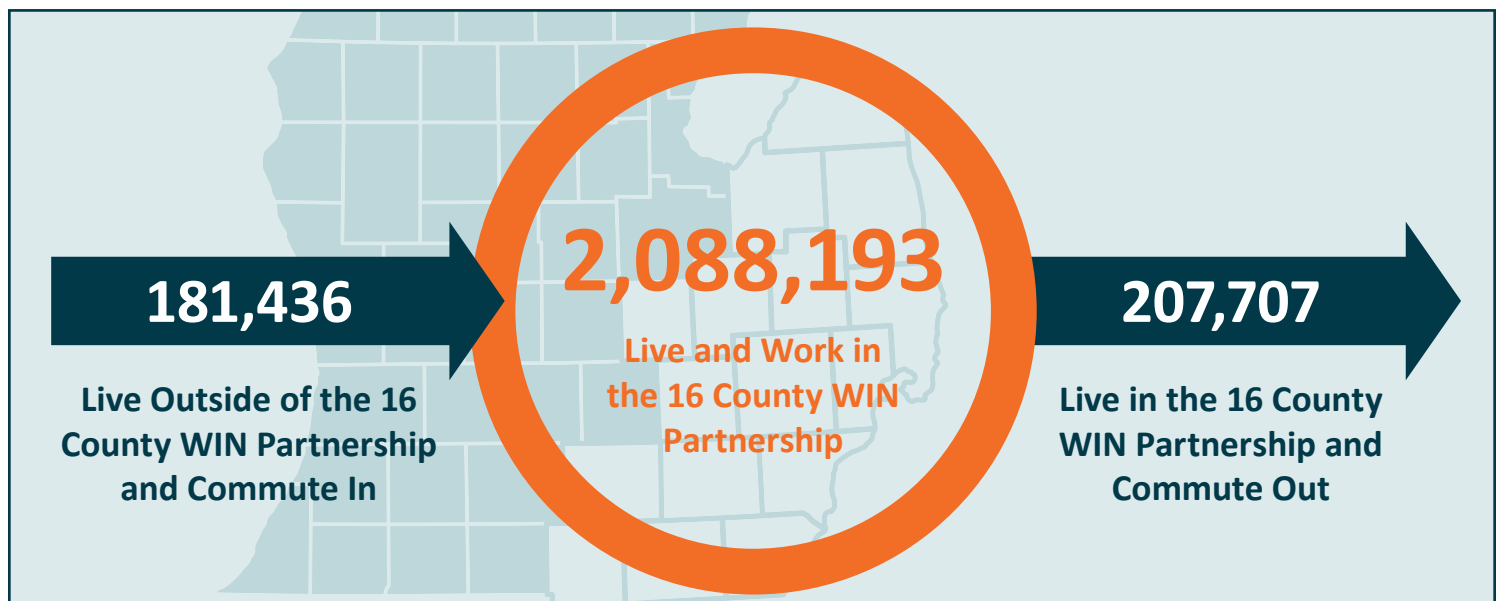 181,436
Live Outside of the 16
County WIN Partnership
and Commute In
2,088,193
Live and Work in
the 16 County WIN
Partnership
207,707
Live in the 16 County
WIN Partnership and
Commute Out